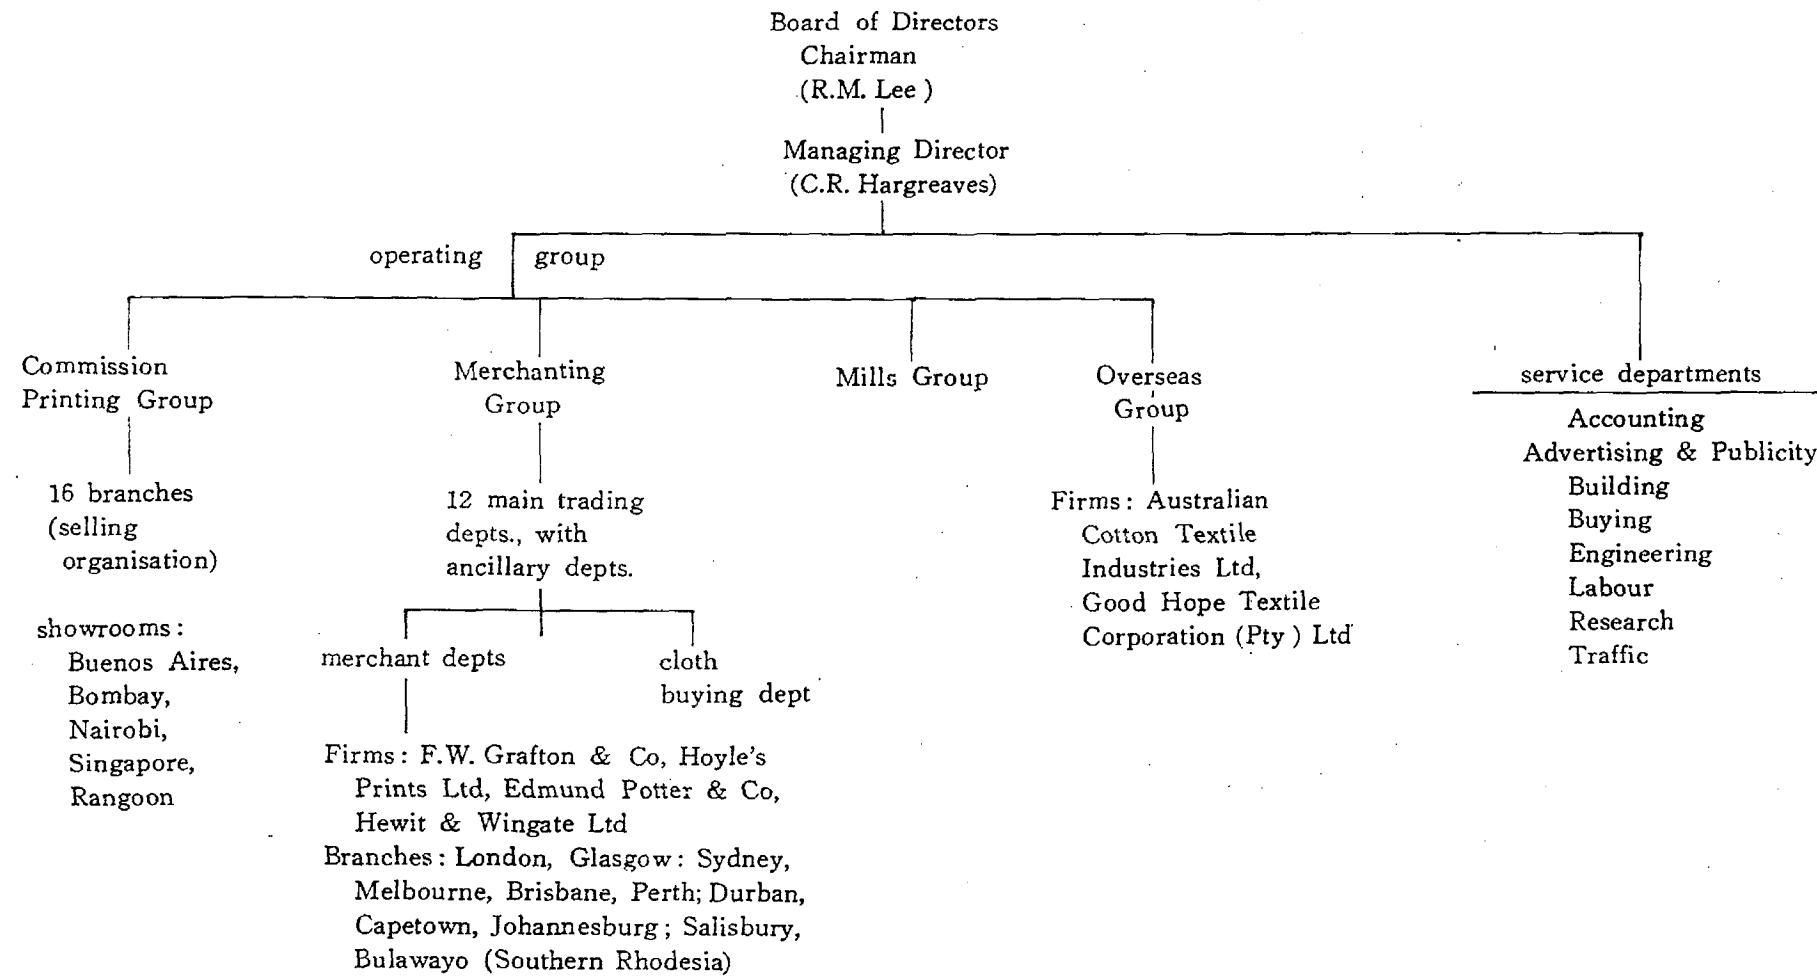 Board of Directors
Chairman
(R.M. Lee )
Managing Director
(C.R. Hargreaves)
operating group
Commission
Printing Group
16 branches
(selling
organisation)
showrooms :
Buenos Aires,
Bombay,
Nairobi,
Singapore,
Rangoon
Merchanting
Group
12 main trading
depts., with
ancillary depts.
merchant depts
Firms : F.W. Grafton & Co, Hoyle's
Prints Ltd, Edmund Potter & Co,
Hewit & Wingate Ltd
Branches : London, Glasgow : Sydney,
Melbourne, Brisbane, Perth; Durban,
Capetown, Johannesburg ; Salisbury,
Bulawayo (Southern Rhodesia)
cloth
buying dept
Mills Group
Overseas
Group
Firms : Australian
Cotton Textile
Industries Ltd,
Good Hope Textile
Corporation (Pty ) Ltd
service departments
Accounting
Advertising & Publicity
Building
Buying
Engineering
Labour
Research
Traffic